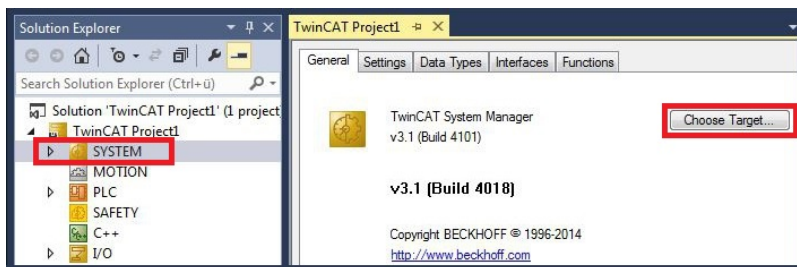 Solution Explorer
Search Solution Explorer (Ctrl+ü)
Solution 'TwinCAT Project1' (1 project
TwinCAT Project1
SYSTEM
MOTION
PLC
SAFETY
C++
I/O
TwinCAT Project1
General Settings Data Types Interfaces Functions
TwinCAT System Manager
v3.1 (Build 4101)
Choose Target...
v3.1 (Build 4018)
Copyright BECKHOFF © 1996-2014
http://www.beckhoff.com